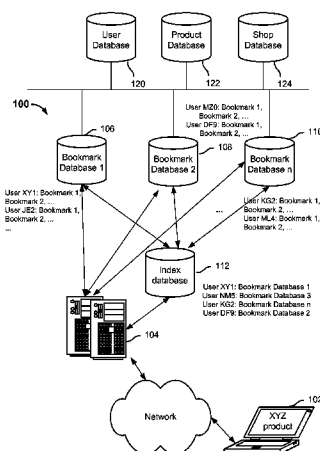 User
Database
Product
Database
Shop
Database
120
122
124
100
User MZ0: Bookmark 1,
Bookmark 2, ...
User DF9: Bookmark 1,
Bookmark 2, ...
106
108
110
Bookmark
Database 1
Bookmark
Database 2
Bookmark
Database n
User XY1: Bookmark 1,
Bookmark 2, ...
User JE2: Bookmark 1,
Bookmark 2, ...
...
...
User KG2: Bookmark 1,
Bookmark 2, ...
User ML4: Bookmark 1,
Bookmark 2, ...
Index
database
112
User XY1: Bookmark Database 1
User NM5: Bookmark Database 3
User KG2: Bookmark Database n
User DF9: Bookmark Database 2
104
Network
102
XYZ
product